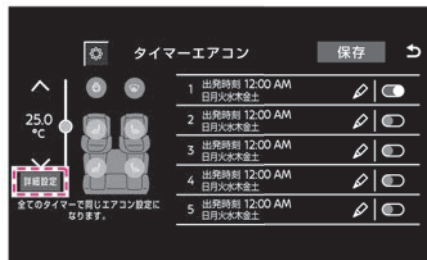 タイマーエアコン
保存
25.0
°C
詳細設定
全てのタイマーで同じエアコン設定に
なります。
1 出発時刻 12:00 AM
日月火水木金土
2 出発時刻 12:00 AM
日月火水木金土
3 出発時刻 12:00 AM
日月火水木金土
4 出発時刻 12:00 AM
日月火水木金土
5 出発時刻 12:00 AM
日月火水木金土